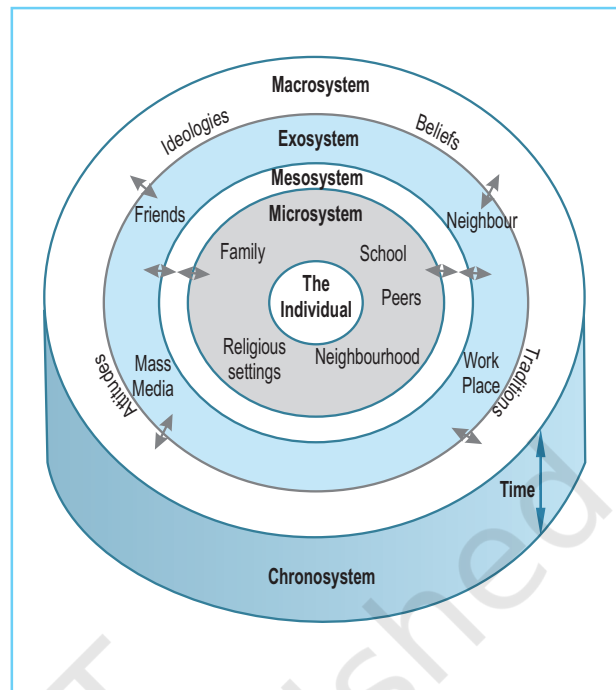 Macrosystem
Ideologies
Beliefs
Exosystem
Mesosystem
Friends
Microsystem
Neighbour
Family
School
The
Individual
Peers
Religious
settings
Neighbourhood
Mass
Media
Work
Place
Attitudes
Traditions
Time
Chronosystem